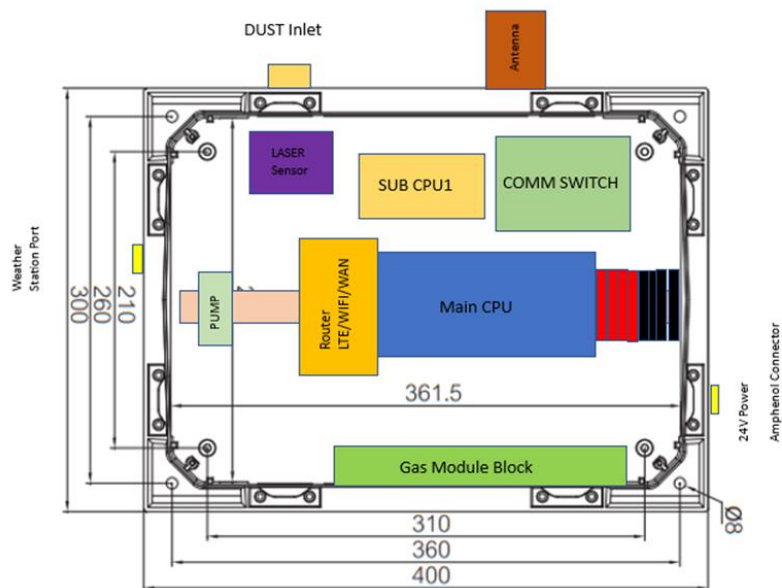 DUST Inlet
Antenna
LASER
Sensor
SUB CPU1
COMM SWITCH
Weather
Station Port
300
260
210
PUMP
Router
LTE/WIFI/WAN
Main CPU
361.5
24V Power
Amphenol Connector
Gas Module Block
310
360
400
Ø8